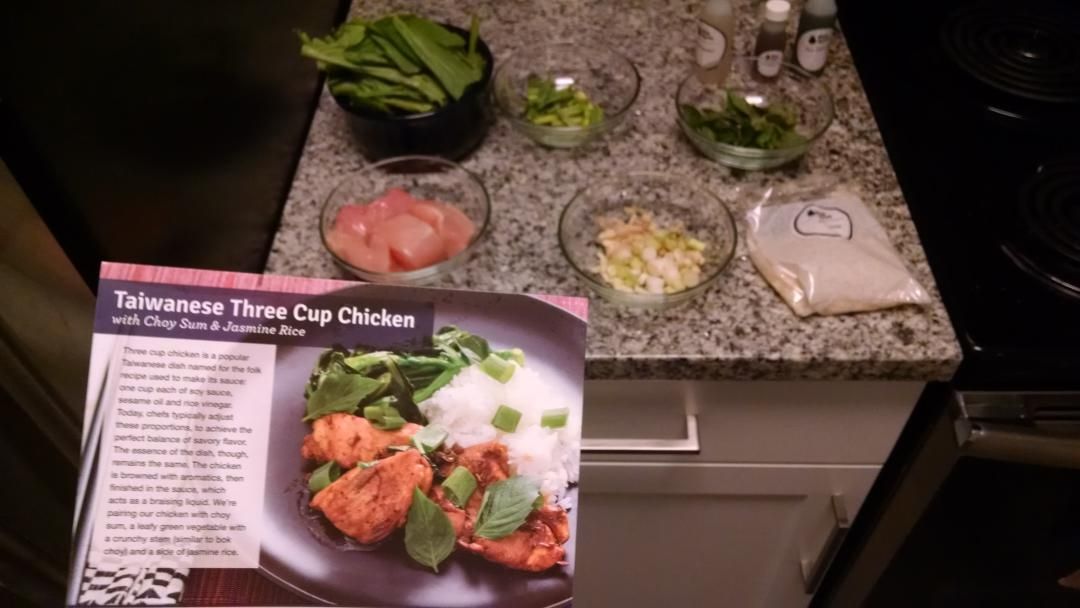 Taiwanese Three Cup Chicken
with Choy Sum & Jasmine Rice
Three cup chicken is a popular
Taiwanese dish named for the folk
recipe used to make its sauce:
one cup each of soy sauce,
sesame oil and rice vinegar.
Today, chefs typically adjust
these proportions, to achieve the
perfect balance of savory flavor.
The essence of the dish, though,
remains the same. The chicken
is browned with aromatics, then
finished in the sauce, which
acts as a braising liquid. We're
pairing our chicken with choy
sum, a leafy green vegetable with
a crunchy stem (similar to bok
choy) and a side of jasmine rice.